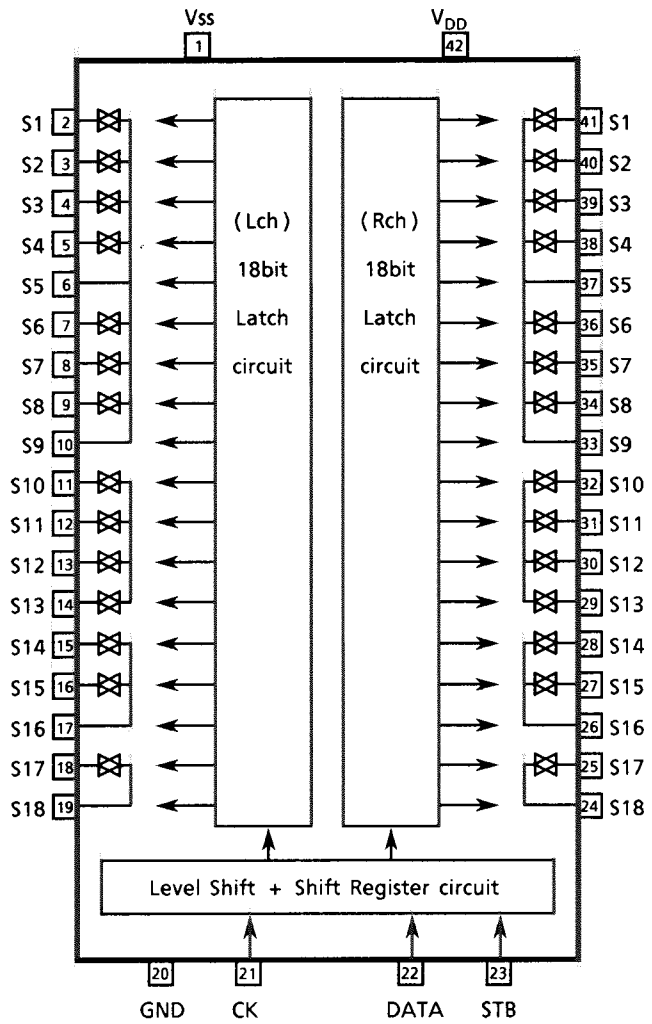 Vss VDD
1 42
S1 2 41 S1
S2 3 40 S2
S3 4 39 S3
S4 5 38 S4
S5 6 37 S5
S6 7 36 S6
S7 8 35 S7
S8 9 34 S8
S9 10 33 S9
S10 11 32 S10
S11 12 31 S11
S12 13 30 S12
S13 14 29 S13
S14 15 28 S14
S15 16 27 S15
S16 17 26 S16
S17 18 25 S17
S18 19 24 S18
(Lch)
18bit
Latch
circuit
(Rch)
18bit
Latch
circuit
Level Shift + Shift Register circuit
20 21 22 23
GND CK DATA STB